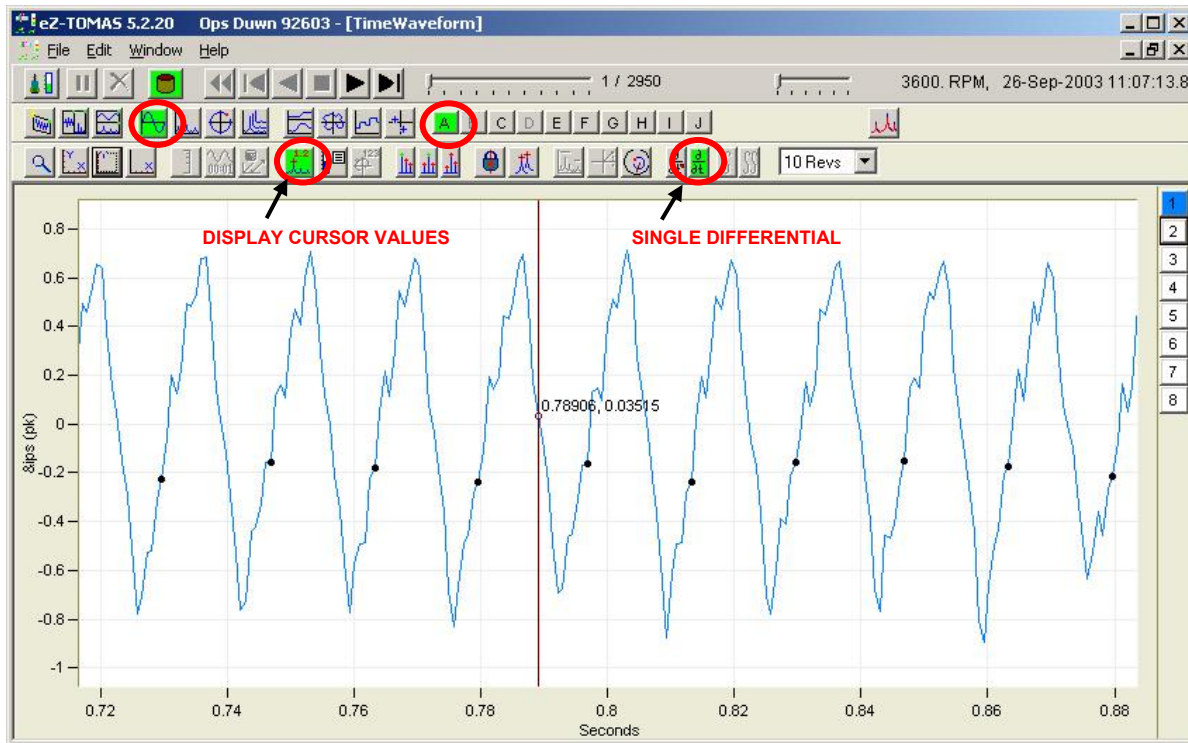 eZ-TOMAS 5.2.20 Ops Duwn 92603 - [TimeWaveform]
File Edit Window Help
1 / 2950
3600. RPM, 26-Sep-2003 11:07:13.8
A C D E F G H I J
10 Revs
DISPLAY CURSOR VALUES
SINGLE DIFFERENTIAL
0.8
0.6
0.4
0.2
0
-0.2
-0.4
-0.6
-0.8
-1
&ips (pk)
0.78906, 0.03515
0.72 0.74 0.76 0.78 0.8 0.82 0.84 0.86 0.88
Seconds
1
2
3
4
5
6
7
8